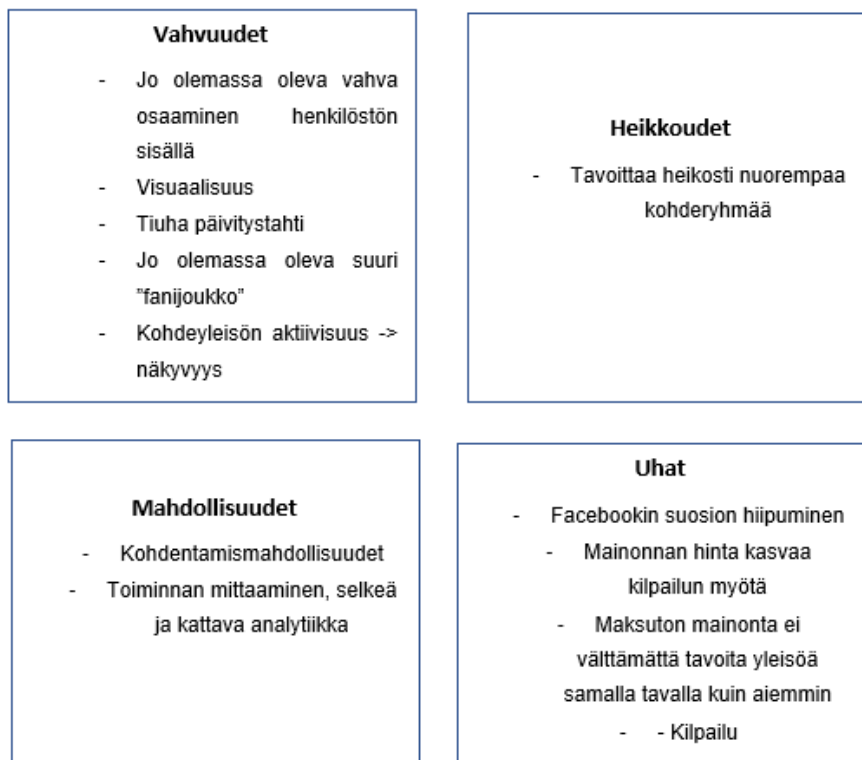 Vahvuudet
- Jo olemassa oleva vahva
osaaminen henkilöstön
sisällä
- Visuaalisuus
- Tiuha päivitystahti
- Jo olemassa oleva suuri
”fanijoukko”
- Kohdeyleisön aktiivisuus ->
näkyvyys
Heikkoudet
- Tavoittaa heikosti nuorempaa
kohderyhmää
Mahdollisuudet
- Kohdentamismahdollisuudet
- Toiminnan mittaaminen, selkeä
ja kattava analytiikka
Uhat
- Facebookin suosion hiipuminen
- Mainonnan hinta kasvaa
kilpailun myötä
- Maksuton mainonta ei
välttämättä tavoita yleisöä
samalla tavalla kuin aiemmin
- - Kilpailu